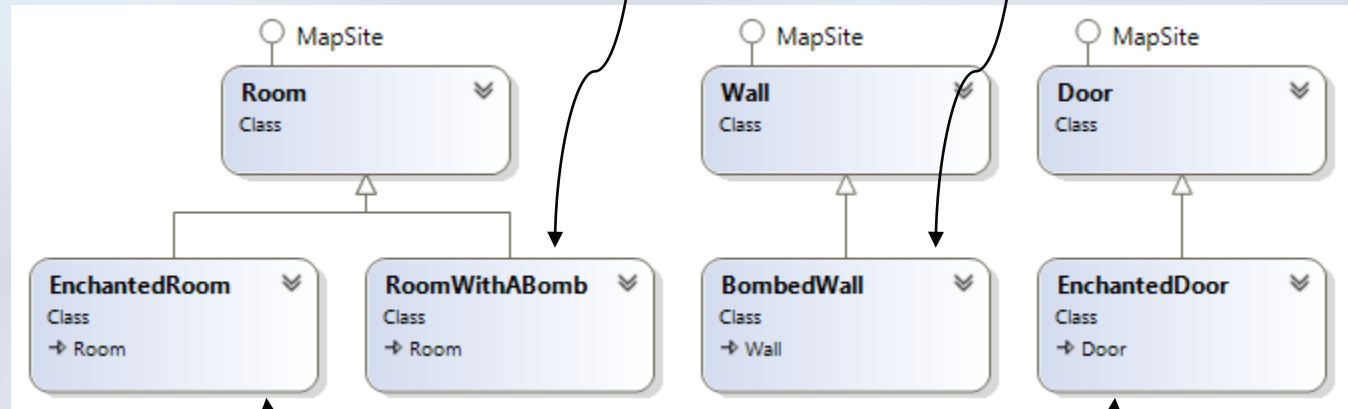 MapSite
MapSite
MapSite
Room
Class
Wall
Class
Door
Class
EnchantedRoom
Class
Room
RoomWithABomb
Class
Room
BombedWall
Class
Wall
EnchantedDoor
Class
Door